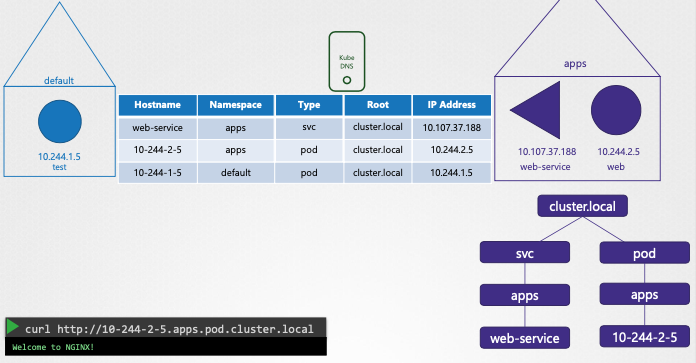 default
10.244.1.5
test
Kube
DNS
Hostname Namespace Type Root IP Address
web-service apps svc cluster.local 10.107.37.188
10-244-2-5 apps pod cluster.local 10.244.2.5
10-244-1-5 default pod cluster.local 10.244.1.5
apps
10.107.37.188 10.244.2.5
web-service web
cluster.local
svc pod
apps apps
web-service 10-244-2-5
curl http://10-244-2-5.apps.pod.cluster.local
Welcome to NGINX!